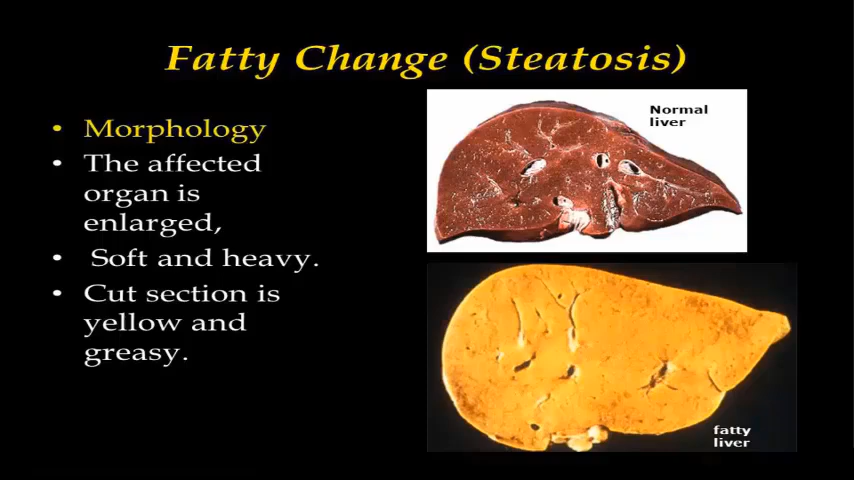 Fatty Change (Steatosis)
• Morphology
• The affected
organ is
enlarged,
• Soft and heavy.
• Cut section is
yellow and
greasy.
Normal
liver
fatty
liver